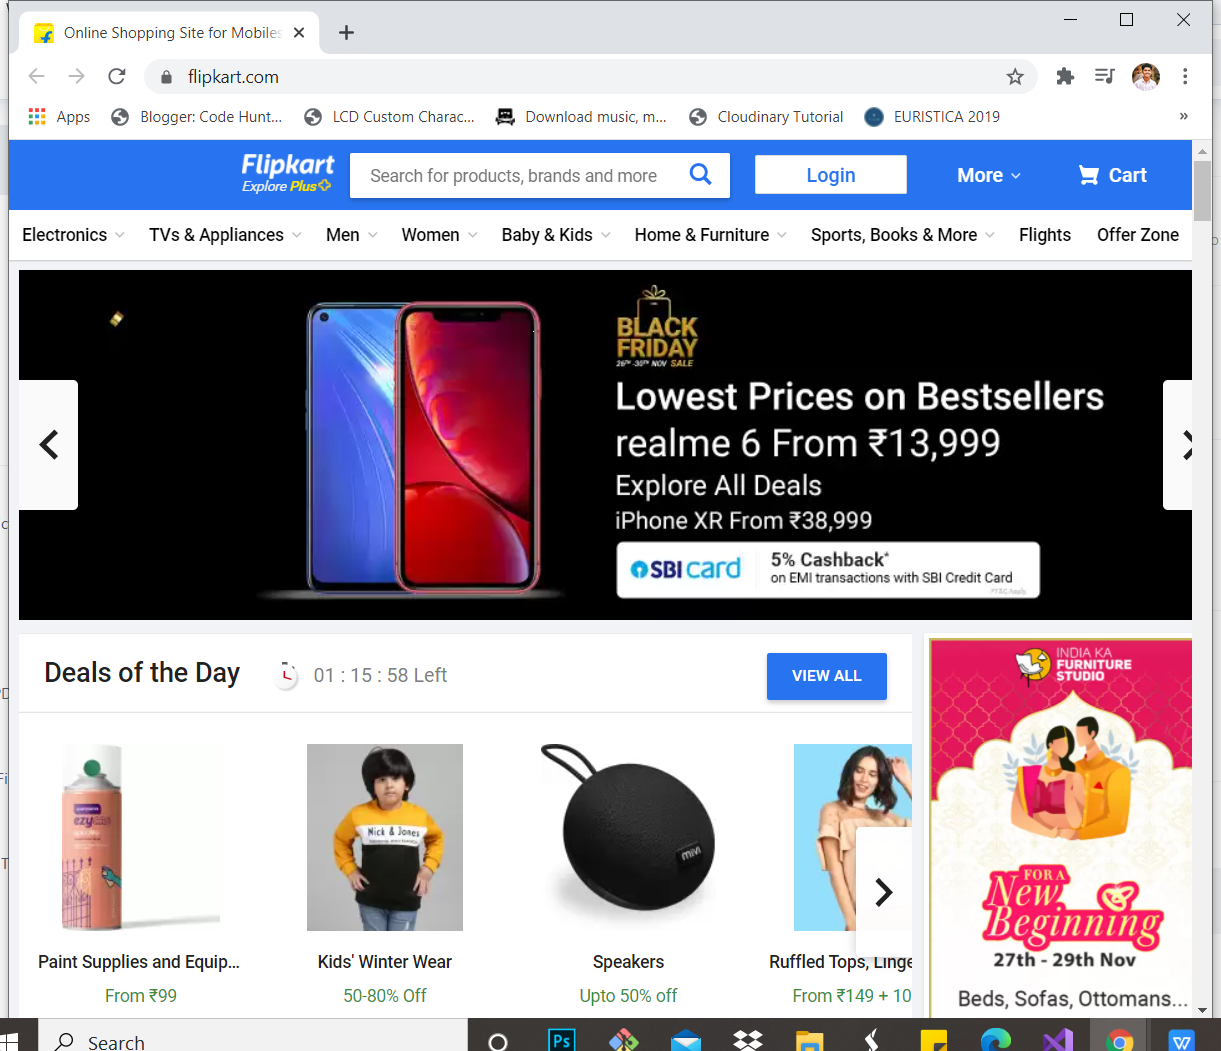 Online Shopping Site for Mobiles
flipkart.com
Apps
Blogger: Code Hunt...
LCD Custom Charac...
Download music, m...
Cloudinary Tutorial
EURISTICA 2019
»
Flipkart
Explore Plus
Search for products, brands and more
Login
More
Cart
Electronics
TVs & Appliances
Men
Women
Baby & Kids
Home & Furniture
Sports, Books & More
Flights
Offer Zone
BLACK
FRIDAY
26TH -30TH NOV SALE
Lowest Prices on Bestsellers
realme 6 From ₹13,999
Explore All Deals
iPhone XR From ₹38,999
SBI card
5% Cashback*
on EMI transactions with SBI Credit Card
*T&C Apply
Deals of the Day
01 : 15 : 58 Left
VIEW ALL
INDIA KA
FURNITURE
STUDIO
Nick & Jones
mivi
FOR A
New
Beginning
27th - 29th Nov
Beds, Sofas, Ottomans...
Paint Supplies and Equip...
From ₹99
Kids' Winter Wear
50-80% Off
Speakers
Upto 50% off
Ruffled Tops, Linge
From ₹149 + 10
Search
Ps